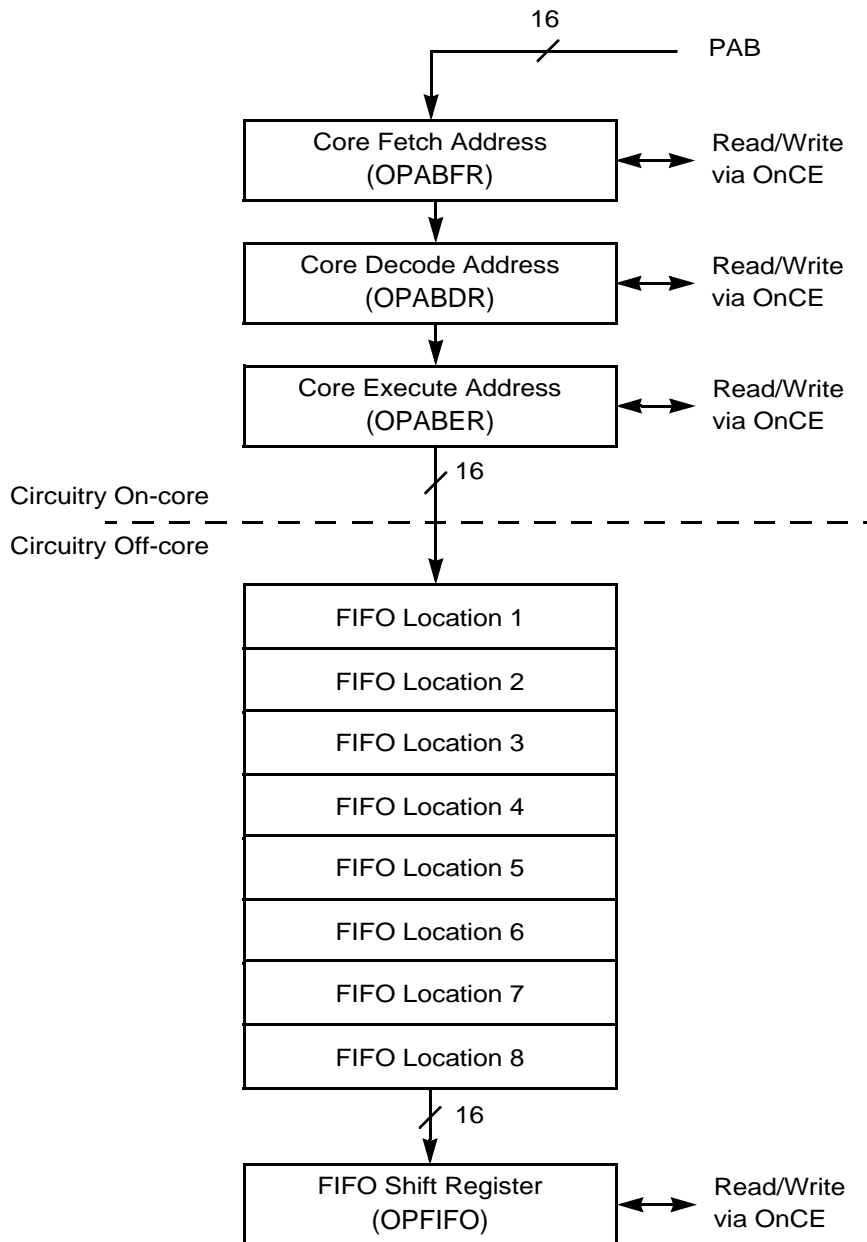 16
PAB
Core Fetch Address
(OPABFR)
Read/Write
via OnCE
Core Decode Address
(OPABDR)
Read/Write
via OnCE
Core Execute Address
(OPABER)
Read/Write
via OnCE
16
Circuitry On-core
Circuitry Off-core
FIFO Location 1
FIFO Location 2
FIFO Location 3
FIFO Location 4
FIFO Location 5
FIFO Location 6
FIFO Location 7
FIFO Location 8
16
FIFO Shift Register
(OPFIFO)
Read/Write
via OnCE